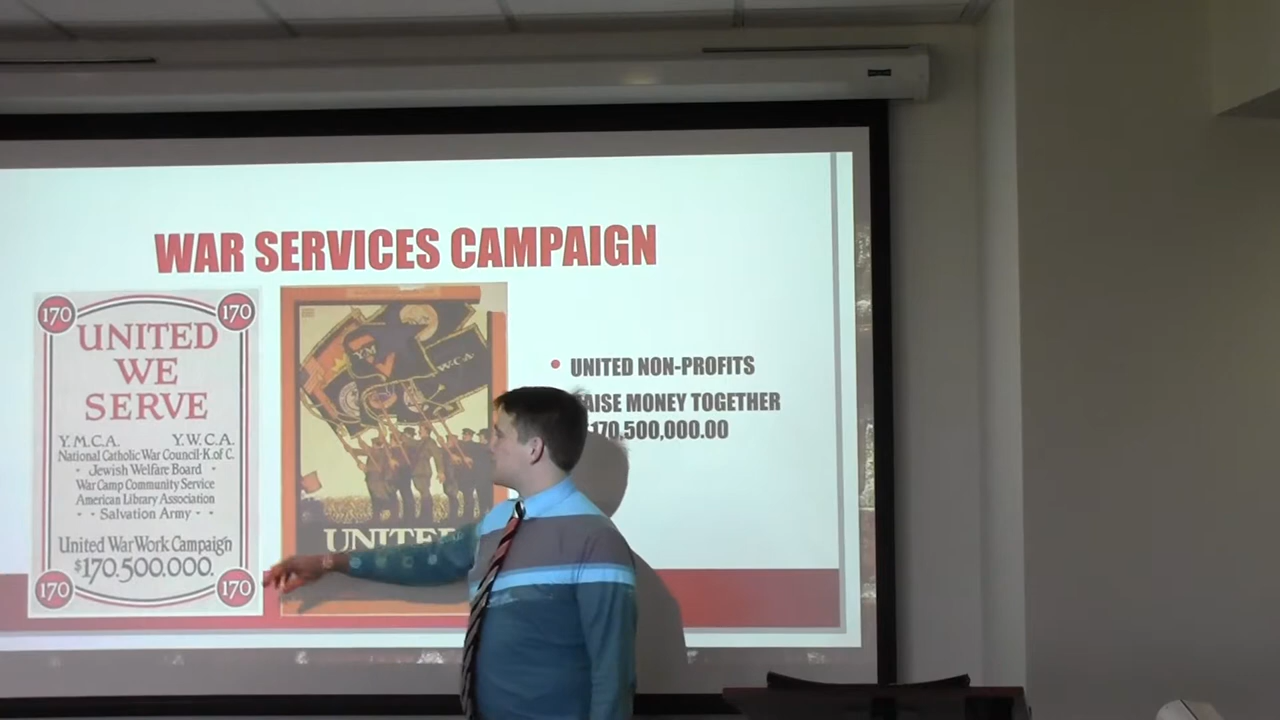 WAR SERVICES CAMPAIGN
170 170
UNITED
WE
SERVE
Y.M.C.A. Y.W.C.A.
National Catholic War Council-K.of C.
Jewish Welfare Board
War Camp Community Service
American Library Association
Salvation Army
United War Work Campaign
$170,500,000.
170 170
Y.M.
W.C.A.
UNITE
• UNITED NON-PROFITS
AISE MONEY TOGETHER
170,500,000.00